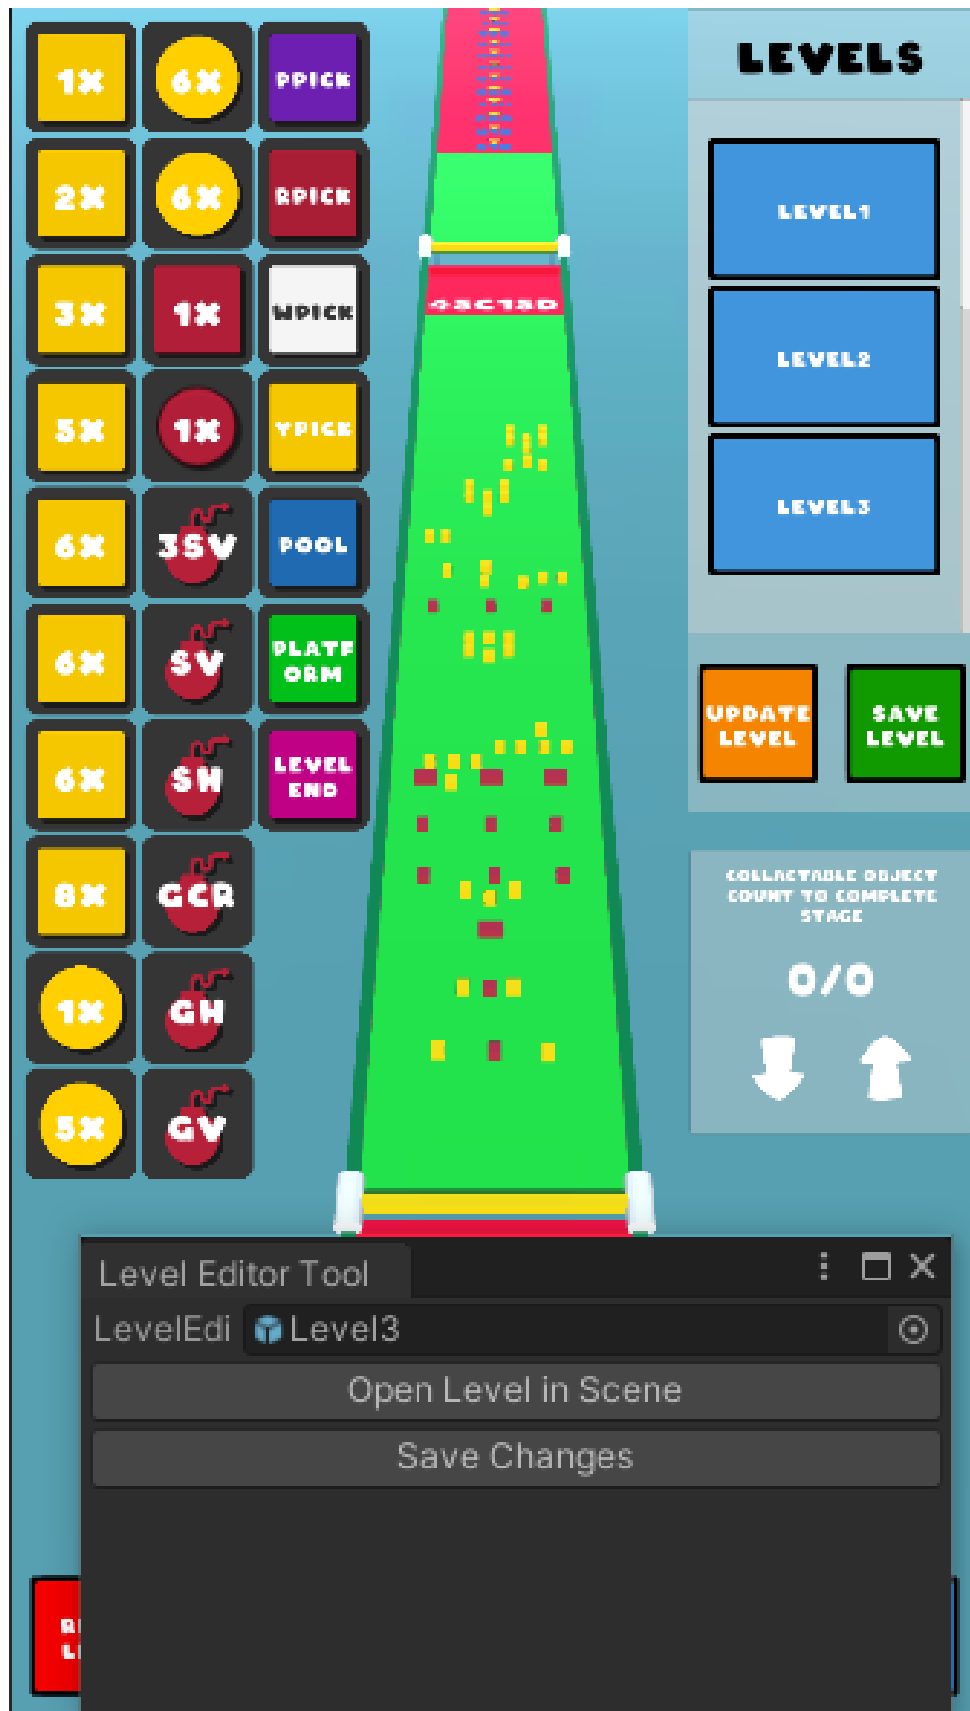 1X 6X PPICK
2X 6X RPICK
3X 1X WPICK
5X 1X YPICK
6X 3SV POOL
6X SV PLATF
ORM
6X SH LEVEL
END
8X GCR
1X GH
5X GV
LEVELS
LEVEL1
LEVEL2
LEVEL3
UPDATE
LEVEL
SAVE
LEVEL
COLLACTABLE OBJECT
COUNT TO COMPLETE
STAGE
0/0
Level Editor Tool
LevelEdi Level3
Open Level in Scene
Save Changes